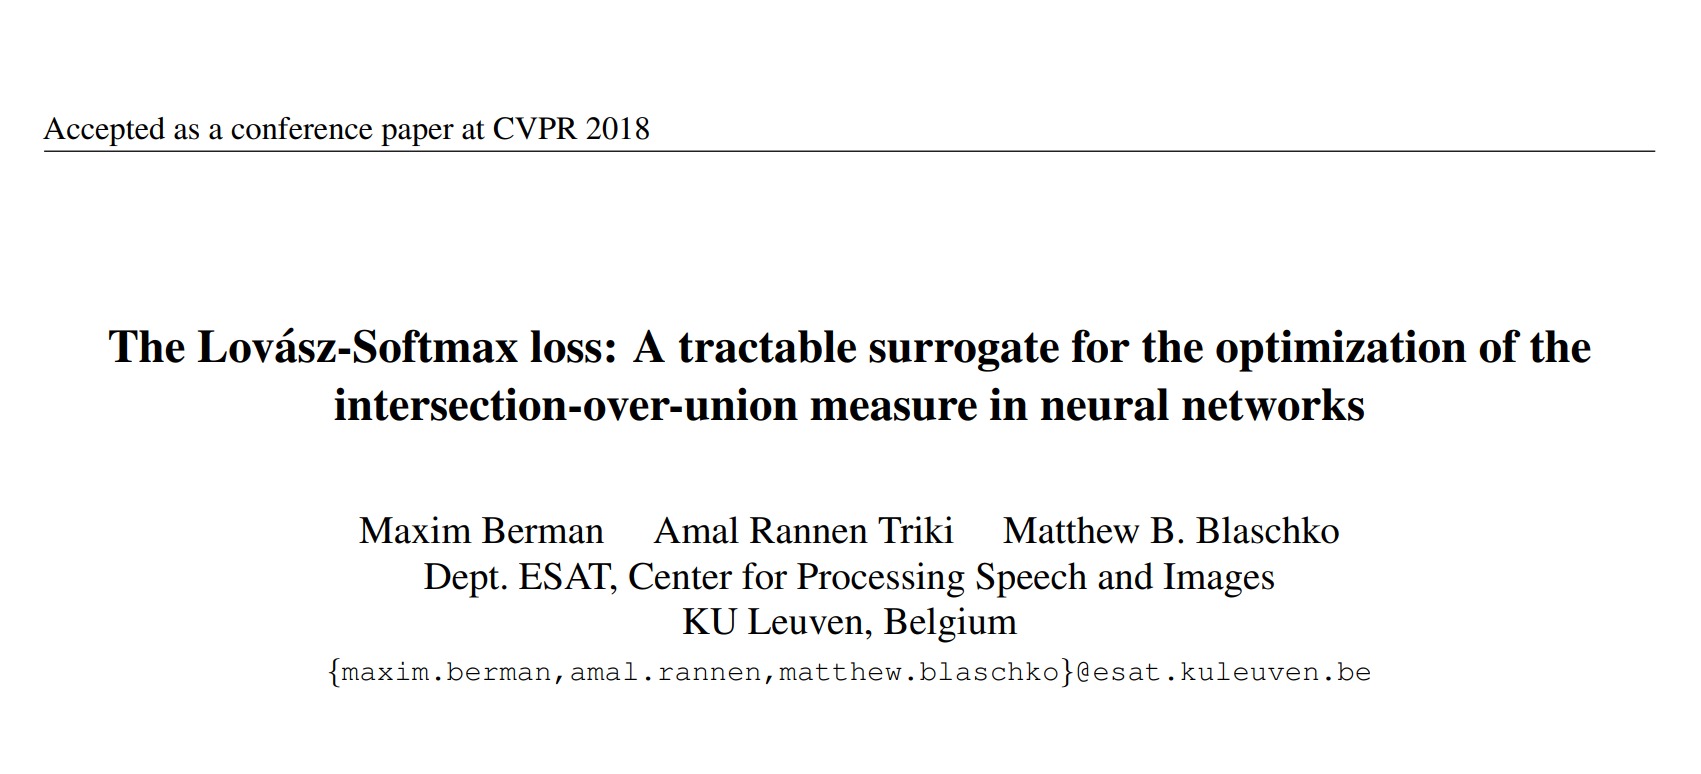 Accepted as a conference paper at CVPR 2018
The Lovász-Softmax loss: A tractable surrogate for the optimization of the
intersection-over-union measure in neural networks
Maxim Berman Amal Rannen Triki Matthew B. Blaschko
Dept. ESAT, Center for Processing Speech and Images
KU Leuven, Belgium
{maxim.berman,amal.rannen,matthew.blaschko}@esat.kuleuven.be